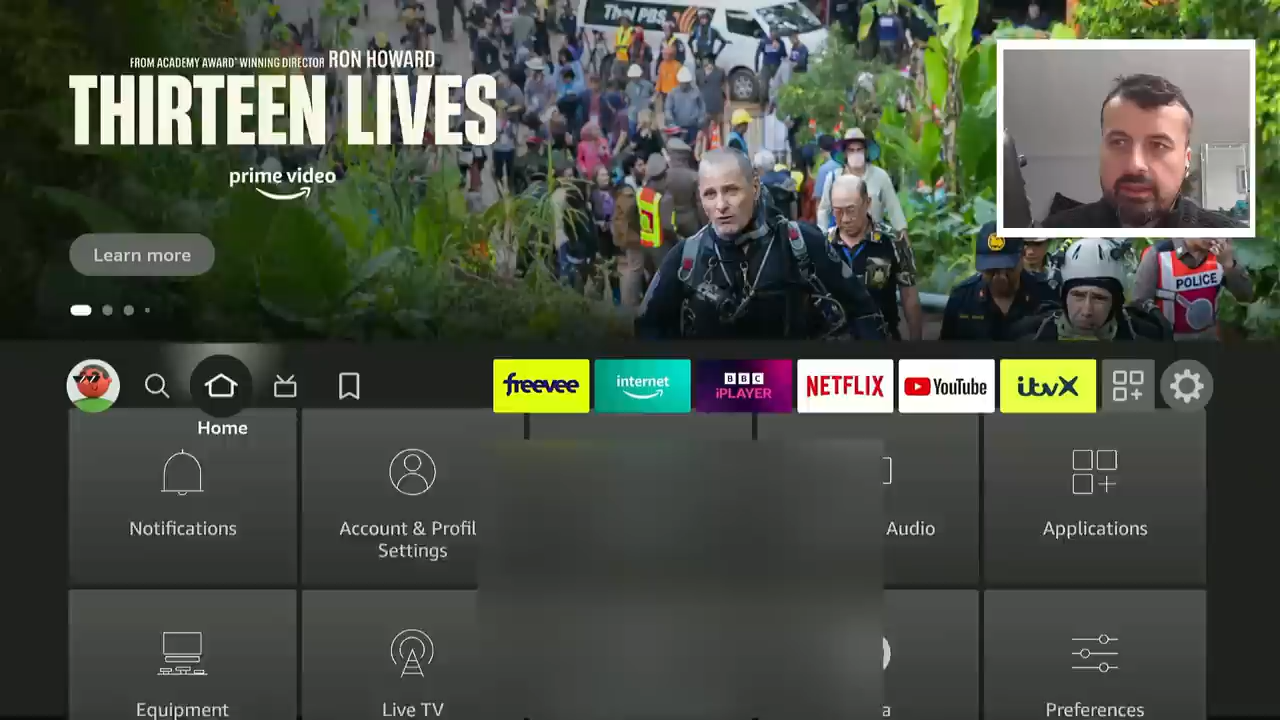 Thai PBS
FROM ACADEMY AWARD® WINNING DIRECTOR RON HOWARD
THIRTEEN LIVES
prime video
Learn more
POLICE
freevee
internet
BBC
iPLAYER
NETFLIX
YouTube
itvX
Home
Notifications
Account & Profil
Settings
Audio
Applications
Equipment
Live TV
a
Preferences